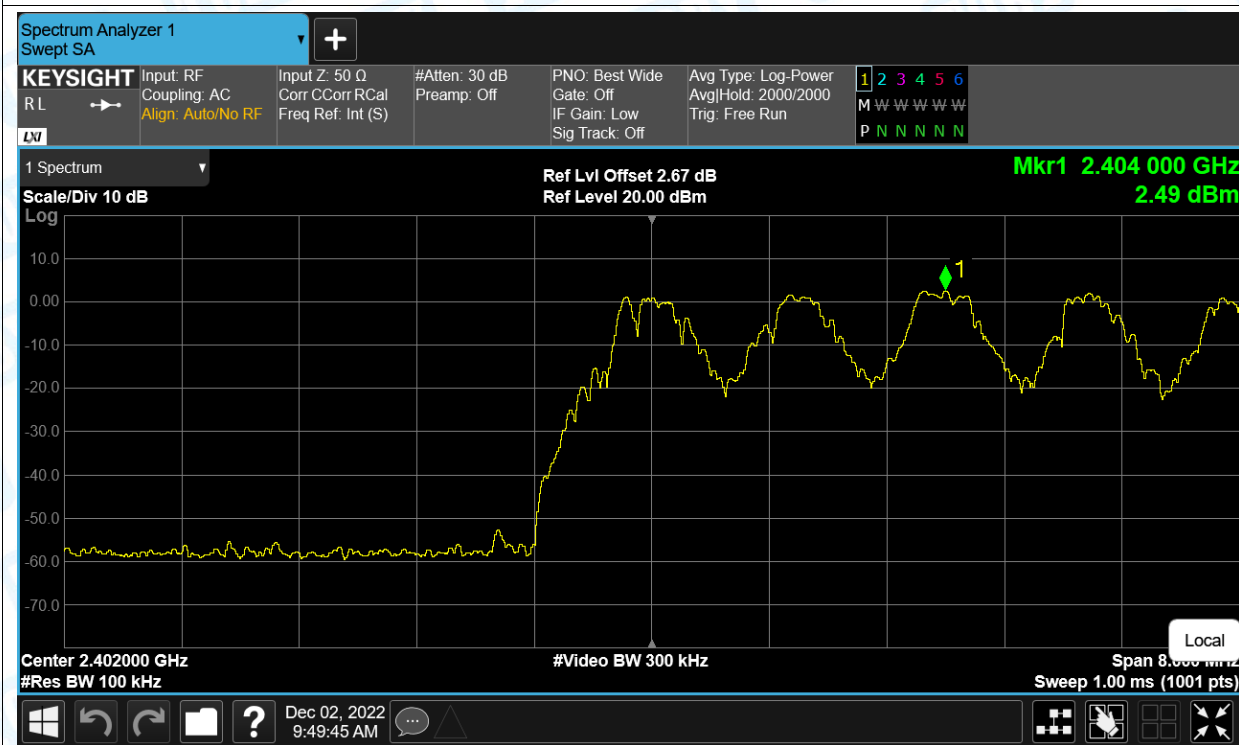 Spectrum Analyzer 1
Swept SA
+
KEYSIGHT
R L
LXI
Input: RF
Coupling: AC
Align: Auto/No RF
Input Z: 50 Ω
Corr CCorr RCal
Freq Ref: Int (S)
#Atten: 30 dB
Preamp: Off
PNO: Best Wide
Gate: Off
IF Gain: Low
Sig Track: Off
Avg Type: Log-Power
Avg|Hold: 2000/2000
Trig: Free Run
1 2 3 4 5 6
M W W W W W
P N N N N N
1 Spectrum
Scale/Div 10 dB
Log
Ref Lvl Offset 2.67 dB
Ref Level 20.00 dBm
Mkr1 2.404 000 GHz
2.49 dBm
1
10.0
0.00
-10.0
-20.0
-30.0
-40.0
-50.0
-60.0
-70.0
Local
Center 2.402000 GHz
#Video BW 300 kHz
Span 8.000 MHz
#Res BW 100 kHz
Sweep 1.00 ms (1001 pts)
?
Dec 02, 2022
9:49:45 AM